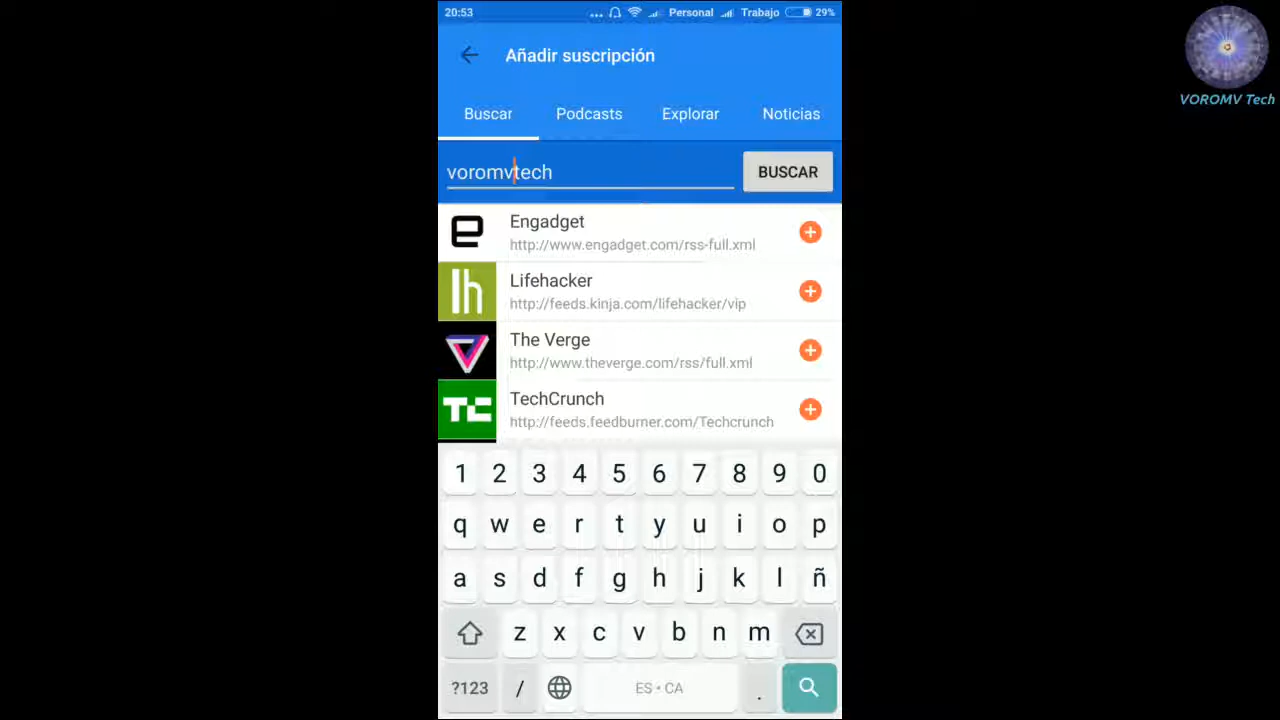 20:53 ... Personal Trabajo 29%
VOROMV Tech
Añadir suscripción
Buscar Podcasts Explorar Noticias
voromvtech BUSCAR
e Engadget
http://www.engadget.com/rss-full.xml
lh Lifehacker
http://feeds.kinja.com/lifehacker/vip
The Verge
http://www.theverge.com/rss/full.xml
TC TechCrunch
http://feeds.feedburner.com/Techcrunch
1 2 3 4 5 6 7 8 9 0
q w e r t y u i o p
a s d f g h j k l ñ
z x c v b n m
?123 / ES • CA .